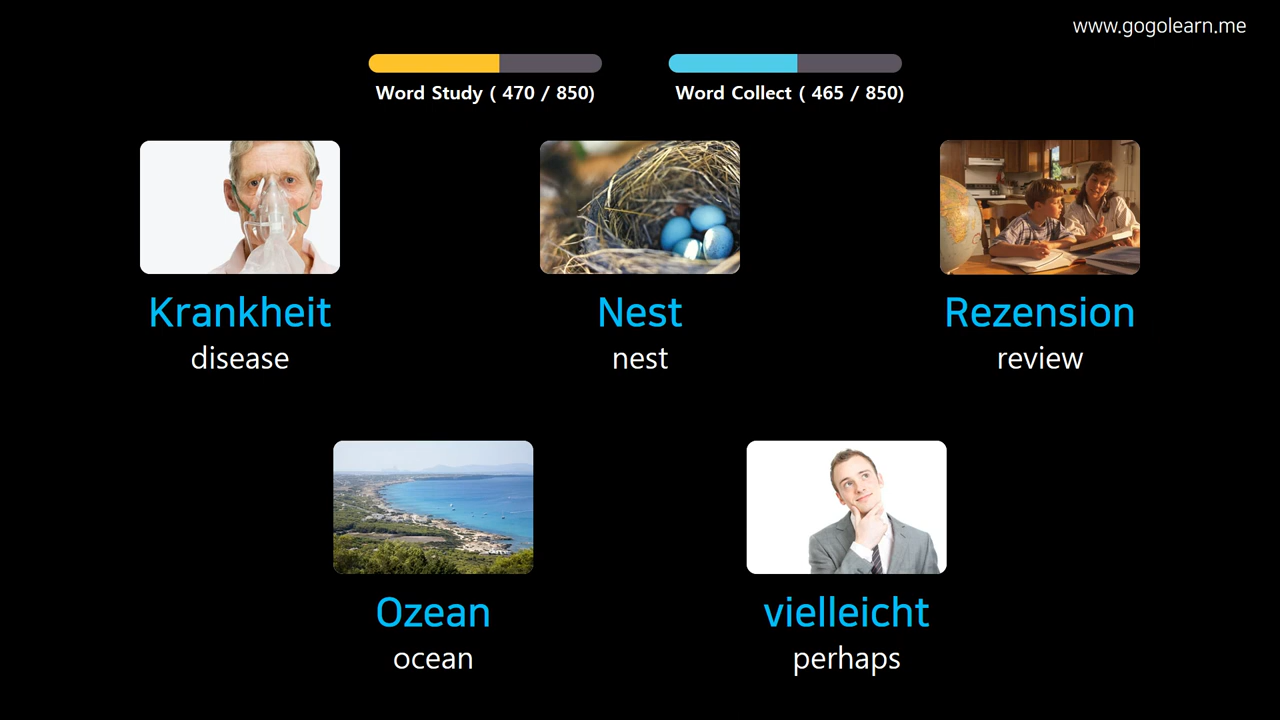 www.gogolearn.me
Word Study ( 470 / 850)
Word Collect ( 465 / 850)
Krankheit
disease
Nest
nest
Rezension
review
Ozean
ocean
vielleicht
perhaps